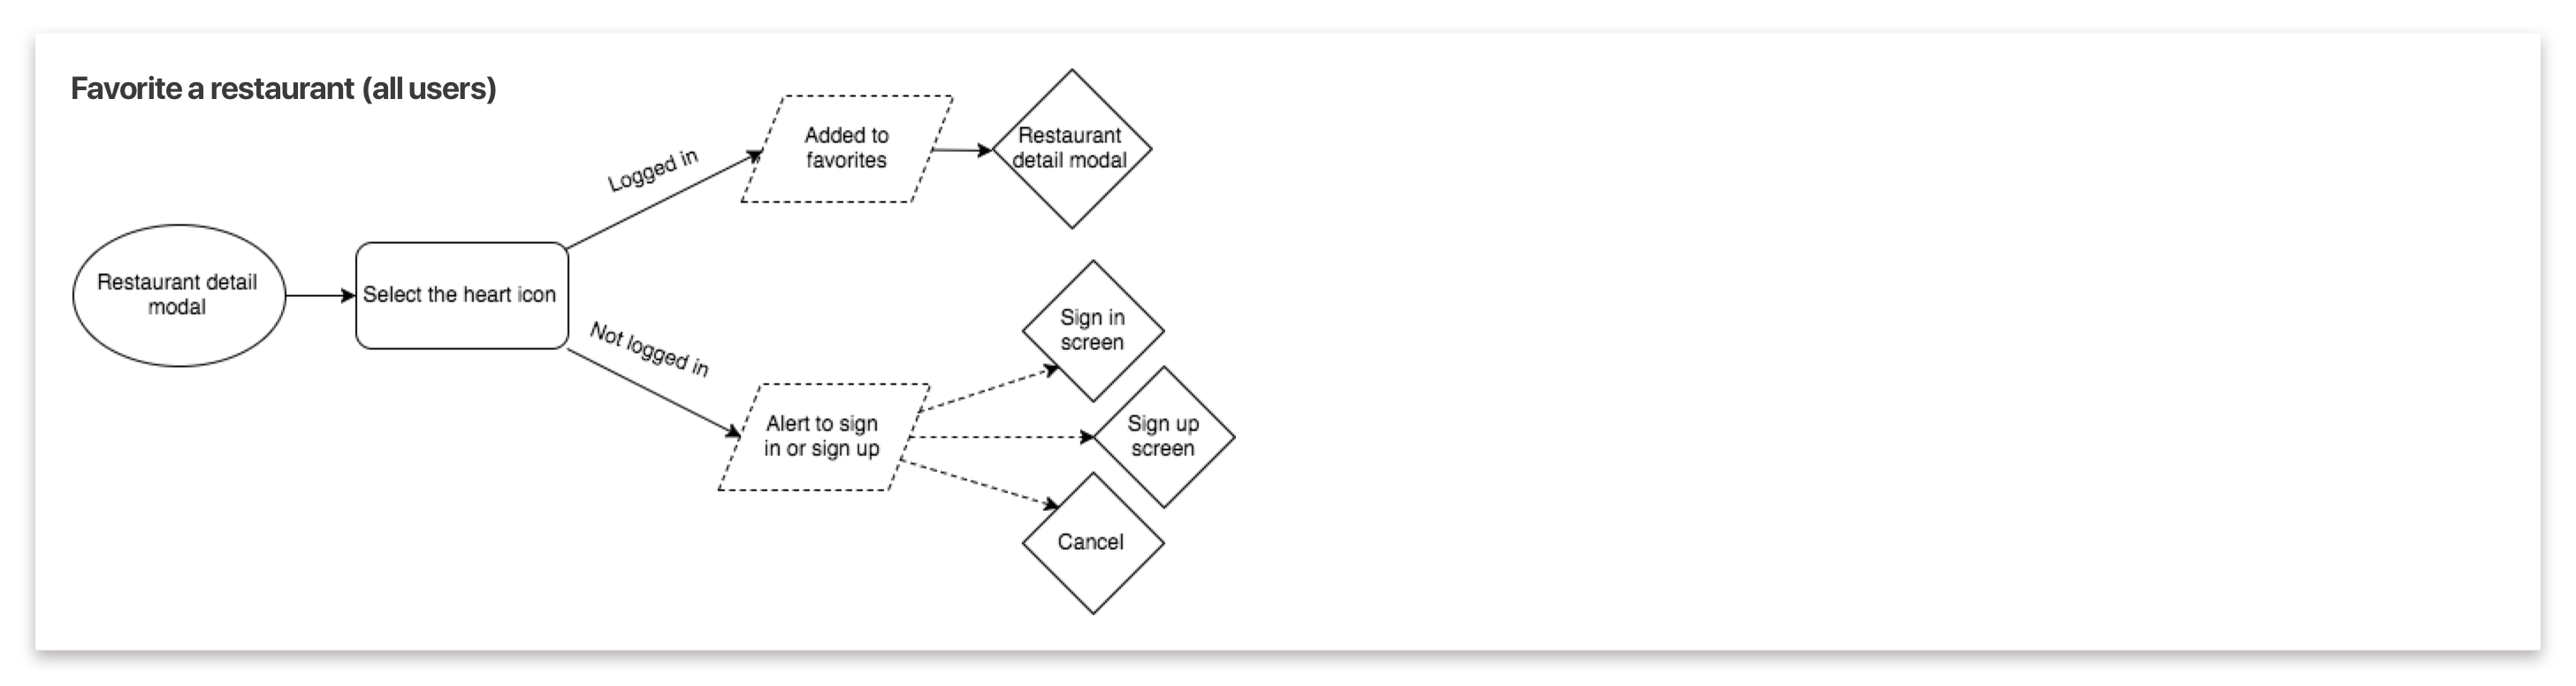 Favorite a restaurant (all users)
Restaurant detail
modal
Select the heart icon
Logged in
Added to
favorites
Restaurant
detail modal
Not logged in
Alert to sign
in or sign up
Sign in
screen
Sign up
screen
Cancel